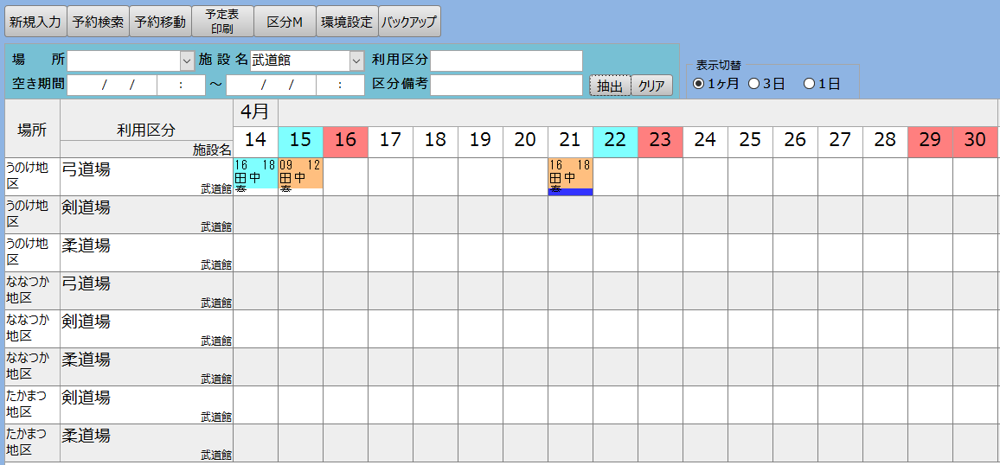 新規入力 予約検索 予約移動 予定表 印刷 区分M 環境設定 バックアップ
場 所 施設名 武道館 利用区分
空き期間 / / : ～ / / : 区分備考 抽出 クリア
表示切替
1ヶ月 3日 1日
場所 利用区分 施設名 4月
14 15 16 17 18 19 20 21 22 23 24 25 26 27 28 29 30
うのけ地区 弓道場 武道館 16 18 田中 09 12 田中 16 18 田中
うのけ地区 剣道場 武道館
うのけ地区 柔道場 武道館
ななつか地区 弓道場 武道館
ななつか地区 剣道場 武道館
ななつか地区 柔道場 武道館
たかまつ地区 剣道場 武道館
たかまつ地区 柔道場 武道館